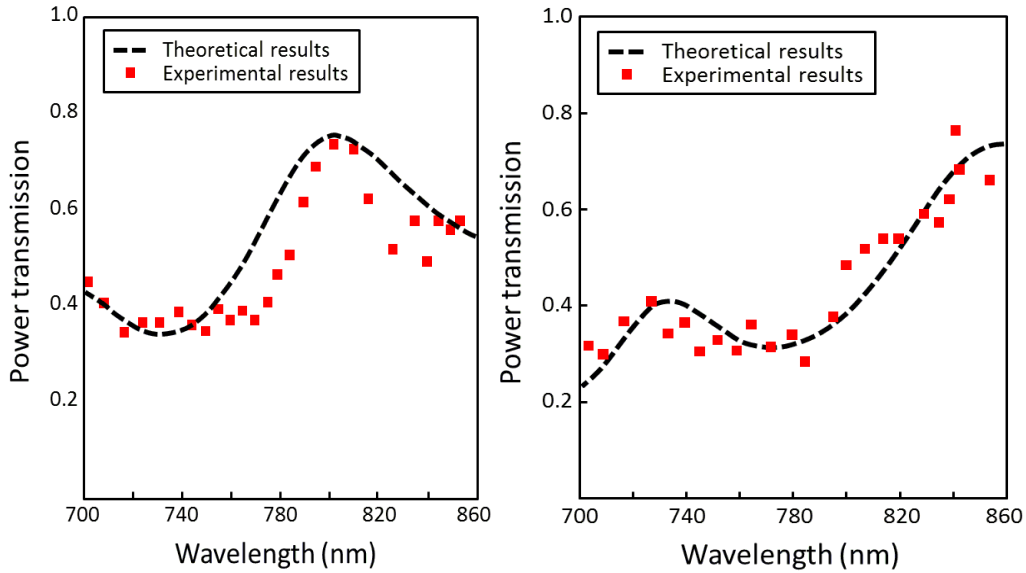 1.0
0.8
0.6
0.4
0.2
Power transmission
Theoretical results
Experimental results
700
740
780
820
860
Wavelength (nm)
1.0
0.8
0.6
0.4
0.2
Power transmission
Theoretical results
Experimental results
700
740
780
820
860
Wavelength (nm)